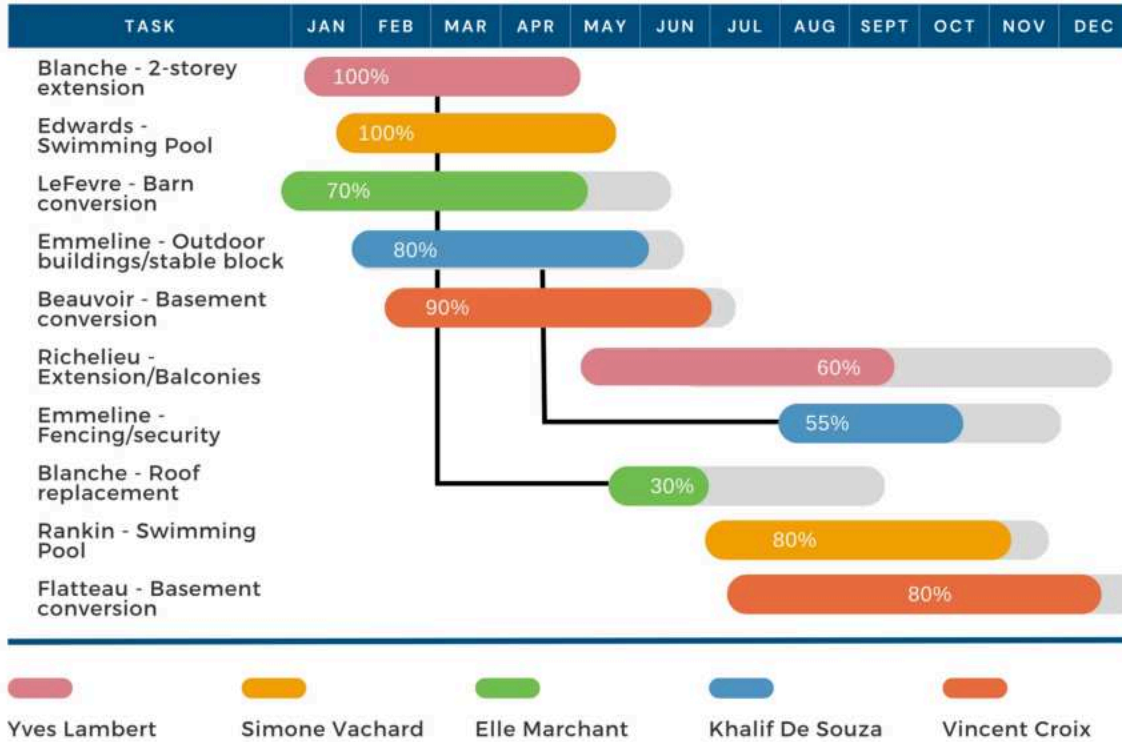 TASK JAN FEB MAR APR MAY JUN JUL AUG SEPT OCT NOV DEC
Blanche - 2-storey
extension
100%
Edwards -
Swimming Pool
100%
LeFevre - Barn
conversion
70%
Emmeline - Outdoor
buildings/stable block
80%
Beauvoir - Basement
conversion
90%
Richelieu -
Extension/Balconies
60%
Emmeline -
Fencing/security
55%
Blanche - Roof
replacement
30%
Rankin - Swimming
Pool
80%
Flatteau - Basement
conversion
80%
Yves Lambert Simone Vachard Elle Marchant Khalif De Souza Vincent Croix